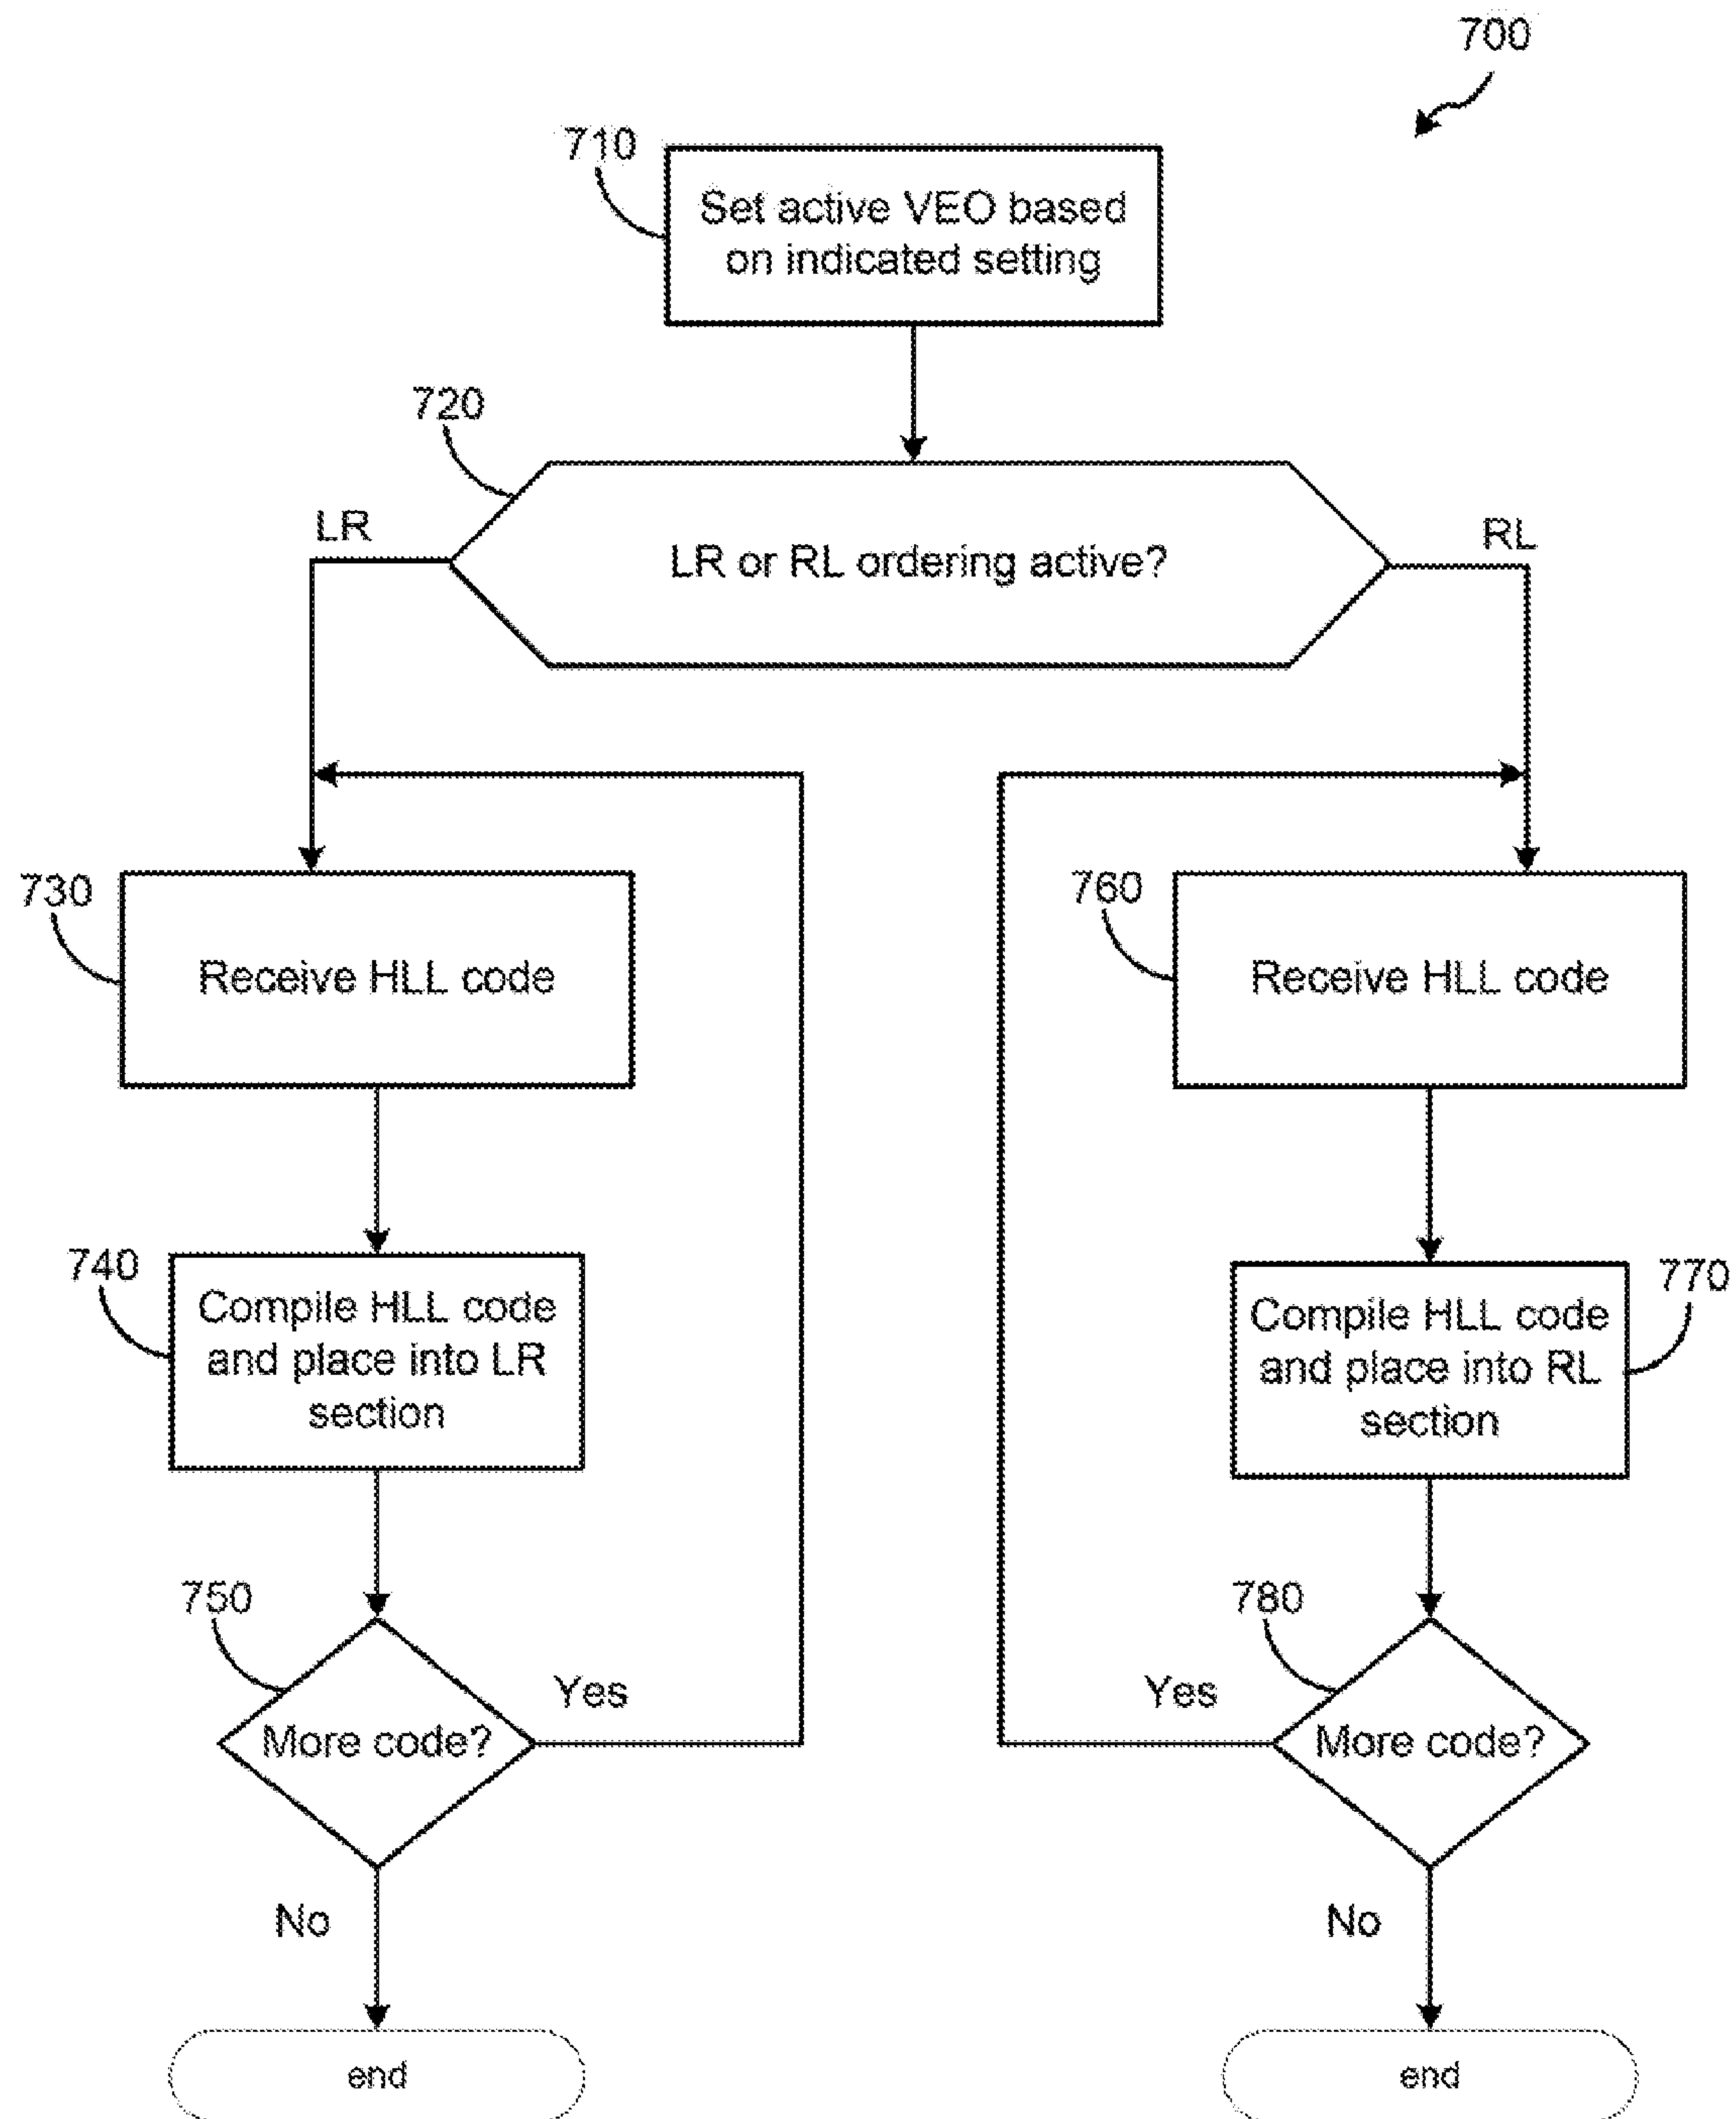 700
710
Set active VEO based
on indicated setting
720
LR
LR or RL ordering active?
RL
730
Receive HLL code
760
Receive HLL code
740
Compile HLL code
and place into LR
section
770
Compile HLL code
and place into RL
section
750
More code?
Yes
780
More code?
Yes
No
No
end
end